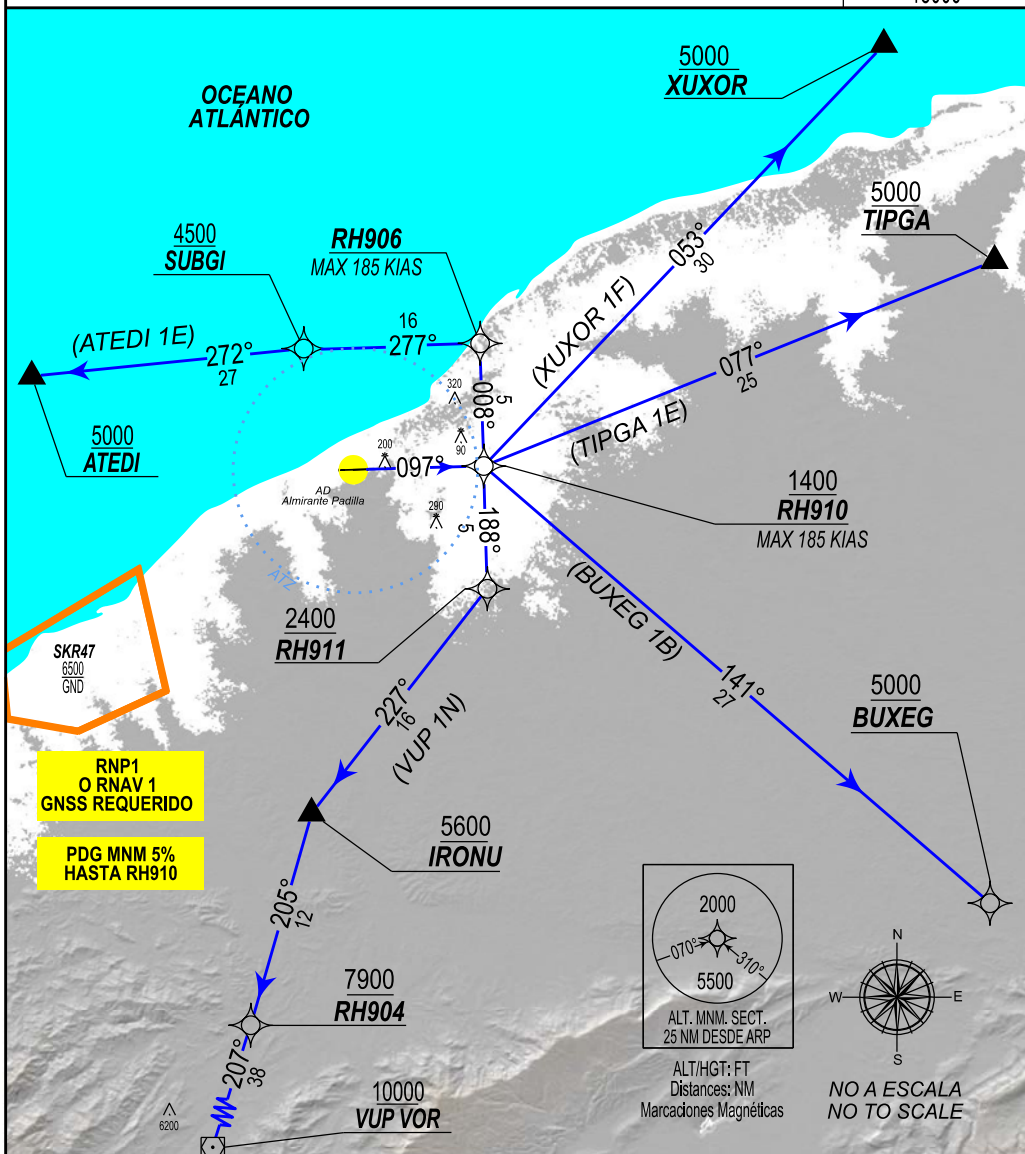 5000
XUXOR
OCEANO
ATLÁNTICO
5000
TIPGA
4500
SUBGI
RH906
MAX 185 KIAS
053°
30
(XUXOR 1F)
(ATEDI 1E)
272°
27
16
277°
077°
25
(TIPGA 1E)
5000
ATEDI
320
008°
5
90
200
097°
AD
Almirante Padilla
290
1400
RH910
MAX 185 KIAS
188°
5
ATZ
2400
RH911
(BUXEG 1B)
141°
27
SKR47
6500
GND
227°
16
(VUP 1N)
5000
BUXEG
RNP1
O RNAV 1
GNSS REQUERIDO
PDG MNM 5%
HASTA RH910
5600
IRONU
205°
12
2000
070°
310°
5500
ALT. MNM. SECT.
25 NM DESDE ARP
N
W
E
S
7900
RH904
207°
38
ALT/HGT: FT
Distances: NM
Marcaciones Magnéticas
NO A ESCALA
NO TO SCALE
6200
10000
VUP VOR